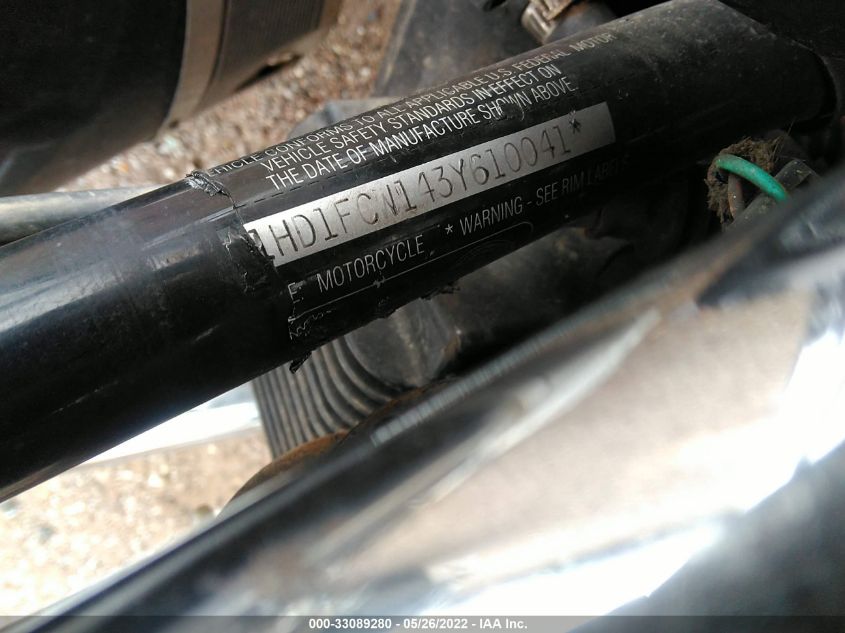 VEHICLE CONFORMS TO ALL APPLICABLE U.S. FEDERAL MOTOR
VEHICLE SAFETY STANDARDS IN EFFECT ON
THE DATE OF MANUFACTURE SHOWN ABOVE
1HD1FCW143Y610041*
MOTORCYCLE * WARNING - SEE RIM LABEL
000-33089280 - 05/26/2022 - IAA Inc.